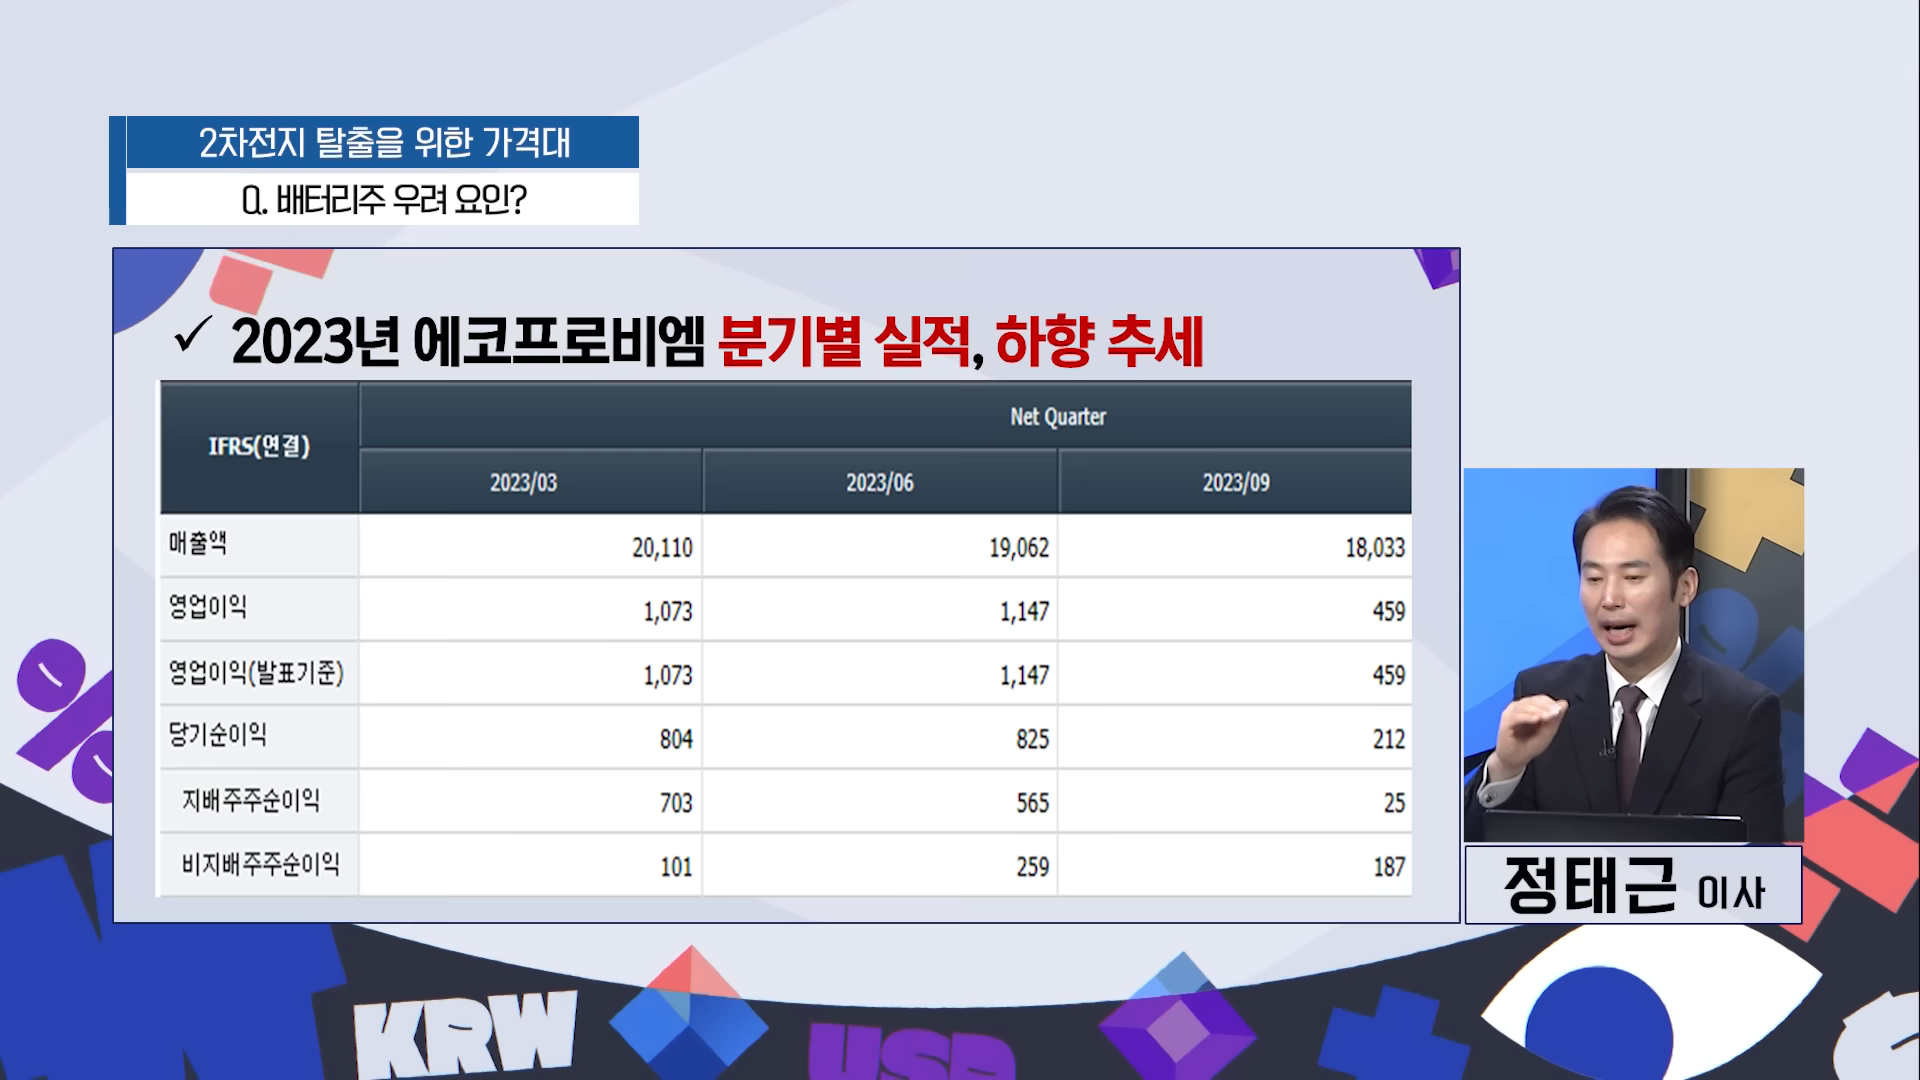 2차전지 탈출을 위한 가격대
Q. 배터리주 우려 요인?
✓ 2023년 에코프로비엠 분기별 실적, 하향 추세
IFRS(연결) Net Quarter
2023/03 2023/06 2023/09
매출액 20,110 19,062 18,033
영업이익 1,073 1,147 459
영업이익(발표기준) 1,073 1,147 459
당기순이익 804 825 212
지배주주순이익 703 565 25
비지배주주순이익 101 259 187
정태근 이사
%
KRW
USD